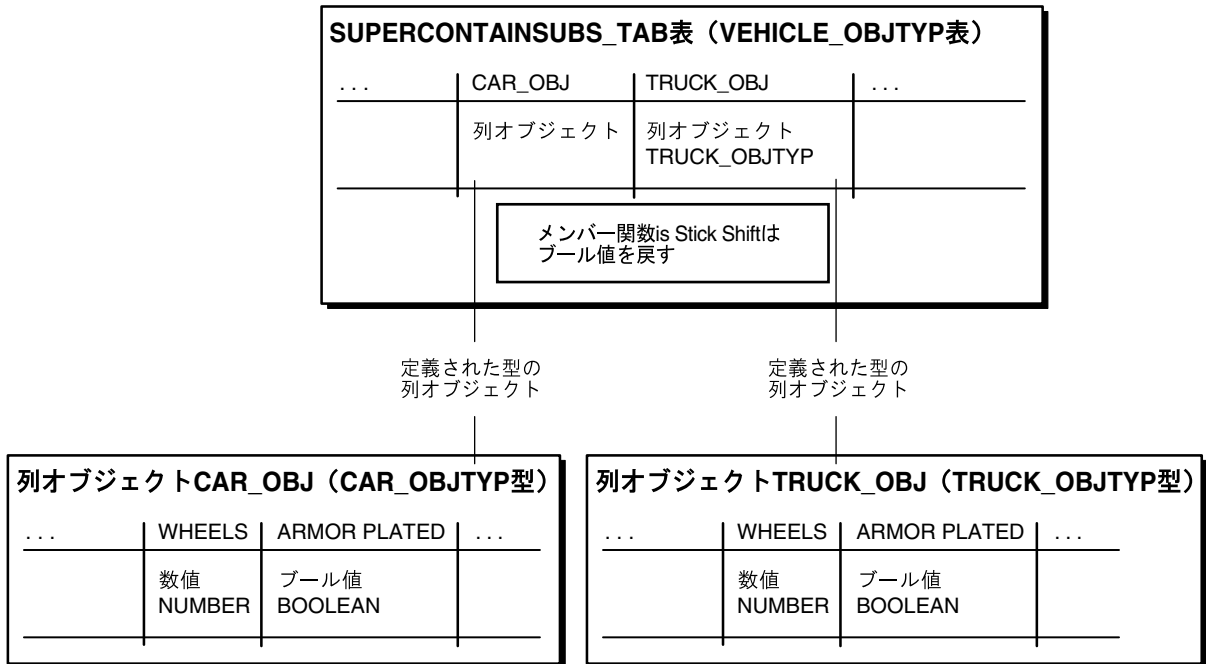 SUPERCONTAINSUBS_TAB表（VEHICLE_OBJTYP表）
. . . CAR_OBJ TRUCK_OBJ . . .
列オブジェクト 列オブジェクト
TRUCK_OBJTYP
メンバー関数is Stick Shiftは
ブール値を戻す
定義された型の
列オブジェクト
定義された型の
列オブジェクト
列オブジェクトCAR_OBJ（CAR_OBJTYP型）
. . . WHEELS ARMOR PLATED . . .
数値 ブール値
NUMBER BOOLEAN
列オブジェクトTRUCK_OBJ（TRUCK_OBJTYP型）
. . . WHEELS ARMOR PLATED . . .
数値 ブール値
NUMBER BOOLEAN